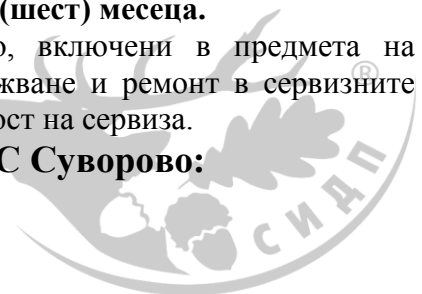 (шест) месеца.
о, включени в предмета на
жване и ремонт в сервизните
ост на сервиза.
С Суворово:
®
СИДП